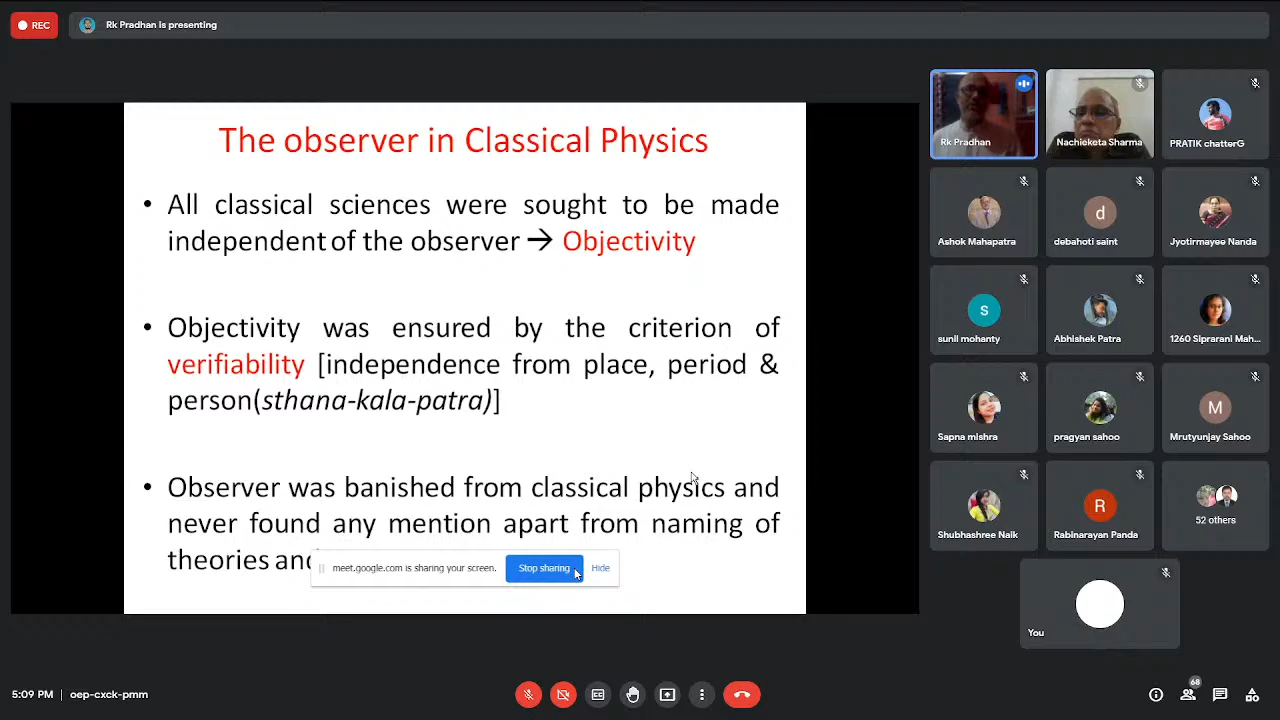 REC
Rk Pradhan is presenting
The observer in Classical Physics
• All classical sciences were sought to be made
independent of the observer → Objectivity
• Objectivity was ensured by the criterion of
verifiability [independence from place, period &
person(sthana-kala-patra)]
• Observer was banished from classical physics and
never found any mention apart from naming of
theories and
meet.google.com is sharing your screen.
Stop sharing
Hide
Rk Pradhan
Nachieketa Sharma
PRATIK chatterG
Ashok Mahapatra
d
debahoti saint
Jyotirmayee Nanda
s
sunil mohanty
Abhishek Patra
1260 Siprarani Mah...
Sapna mishra
pragyan sahoo
M
Mrutyunjay Sahoo
Shubhashree Naik
R
Rabinarayan Panda
52 others
You
5:09 PM | oep-cxck-pmm
68